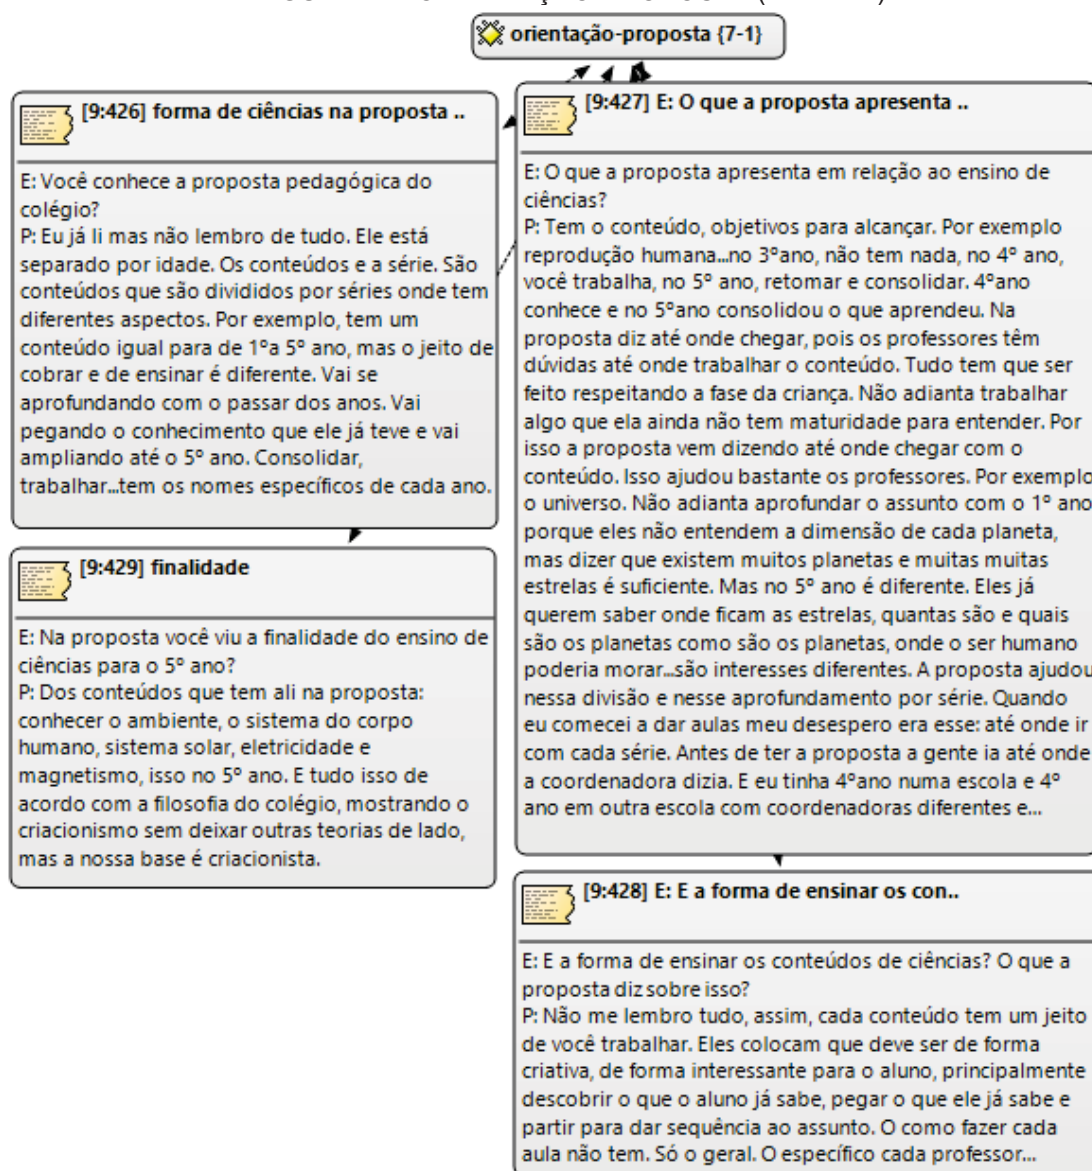 orientação-proposta {7-1}
[9:426] forma de ciências na proposta ..
E: Você conhece a proposta pedagógica do
colégio?
P: Eu já li mas não lembro de tudo. Ele está
separado por idade. Os conteúdos e a série. São
conteúdos que são divididos por séries onde tem
diferentes aspectos. Por exemplo, tem um
conteúdo igual para de 1ºa 5º ano, mas o jeito de
cobrar e de ensinar é diferente. Vai se
aprofundando com o passar dos anos. Vai
pegando o conhecimento que ele já teve e vai
ampliando até o 5º ano. Consolidar,
trabalhar...tem os nomes específicos de cada ano.
[9:429] finalidade
E: Na proposta você viu a finalidade do ensino de
ciências para o 5º ano?
P: Dos conteúdos que tem ali na proposta:
conhecer o ambiente, o sistema do corpo
humano, sistema solar, eletricidade e
magnetismo, isso no 5º ano. E tudo isso de
acordo com a filosofia do colégio, mostrando o
criacionismo sem deixar outras teorias de lado,
mas a nossa base é criacionista.
[9:427] E: O que a proposta apresenta ..
E: O que a proposta apresenta em relação ao ensino de
ciências?
P: Tem o conteúdo, objetivos para alcançar. Por exemplo
reprodução humana...no 3ºano, não tem nada, no 4º ano,
você trabalha, no 5º ano, retomar e consolidar. 4ºano
conhece e no 5ºano consolidou o que aprendeu. Na
proposta diz até onde chegar, pois os professores têm
dúvidas até onde trabalhar o conteúdo. Tudo tem que ser
feito respeitando a fase da criança. Não adianta trabalhar
algo que ela ainda não tem maturidade para entender. Por
isso a proposta vem dizendo até onde chegar com o
conteúdo. Isso ajudou bastante os professores. Por exemplo
o universo. Não adianta aprofundar o assunto com o 1º ano
porque eles não entendem a dimensão de cada planeta,
mas dizer que existem muitos planetas e muitas muitas
estrelas é suficiente. Mas no 5º ano é diferente. Eles já
querem saber onde ficam as estrelas, quantas são e quais
são os planetas como são os planetas, onde o ser humano
poderia morar...são interesses diferentes. A proposta ajudou
nessa divisão e nesse aprofundamento por série. Quando
eu comecei a dar aulas meu desespero era esse: até onde ir
com cada série. Antes de ter a proposta a gente ia até onde
a coordenadora dizia. E eu tinha 4ºano numa escola e 4º
ano em outra escola com coordenadoras diferentes e...
[9:428] E: E a forma de ensinar os con..
E: E a forma de ensinar os conteúdos de ciências? O que a
proposta diz sobre isso?
P: Não me lembro tudo, assim, cada conteúdo tem um jeito
de você trabalhar. Eles colocam que deve ser de forma
criativa, de forma interessante para o aluno, principalmente
descobrir o que o aluno já sabe, pegar o que ele já sabe e
partir para dar sequência ao assunto. O como fazer cada
aula não tem. Só o geral. O específico cada professor...